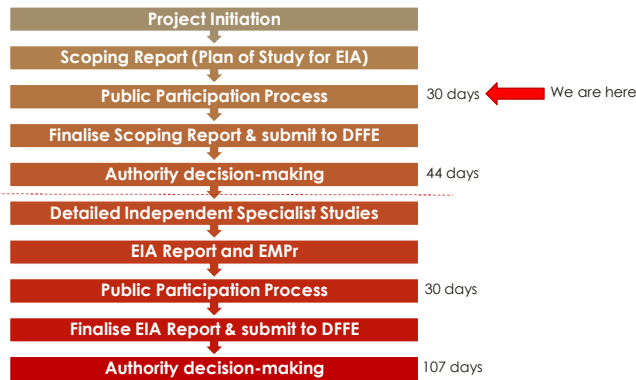 Project Initiation
Scoping Report (Plan of Study for EIA)
Public Participation Process
30 days
We are here
Finalise Scoping Report & submit to DFFE
Authority decision-making
44 days
Detailed Independent Specialist Studies
EIA Report and EMPr
Public Participation Process
30 days
Finalise EIA Report & submit to DFFE
Authority decision-making
107 days